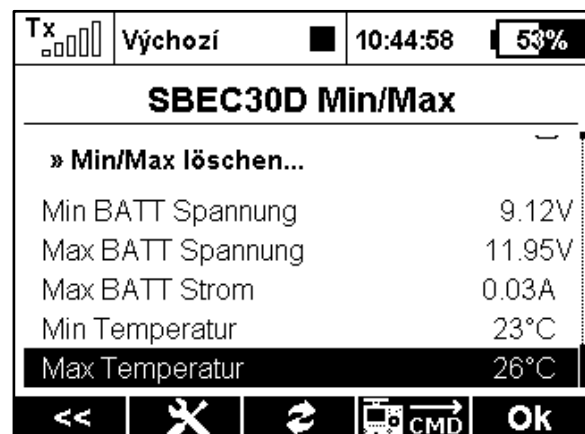 Tx Výchozí 10:44:58 53%
SBEC30D Min/Max
» Min/Max löschen...
Min BATT Spannung 9.12V
Max BATT Spannung 11.95V
Max BATT Strom 0.03A
Min Temperatur 23°C
Max Temperatur 26°C
<< CMD Ok